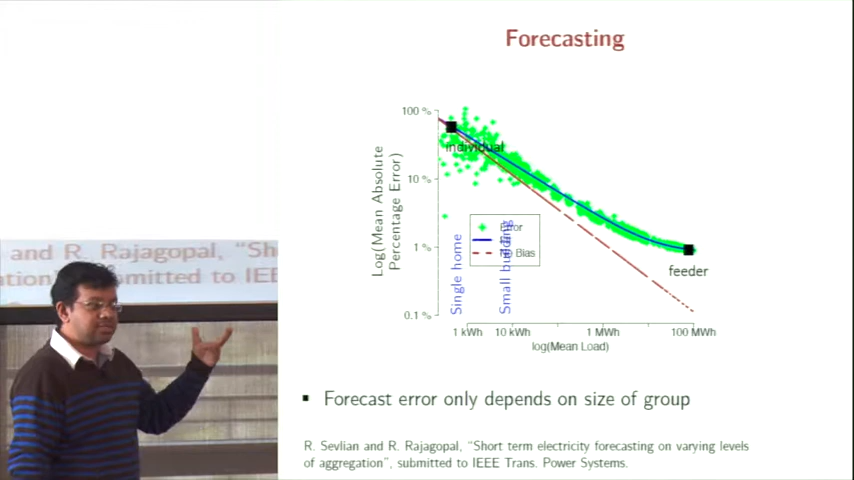 Forecasting
Log(Mean Absolute
Percentage Error)
100 %
10 %
1 %
0.1 %
individual
Error
No Bias
Single home
Small building
feeder
1 kWh
10 kWh
1 MWh
100 MWh
log(Mean Load)
Forecast error only depends on size of group
R. Sevlian and R. Rajagopal, “Short term electricity forecasting on varying levels
of aggregation”, submitted to IEEE Trans. Power Systems.
and R. Rajagopal, “Sh
ation”
mitted to IEE